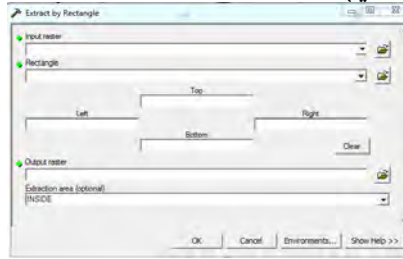 Extract by Rectangle
Input raster
Rectangle
Top
Left
Right
Bottom
Clear
Output raster
Extraction area (optional)
INSIDE
OK
Cancel
Environments...
Show Help >>